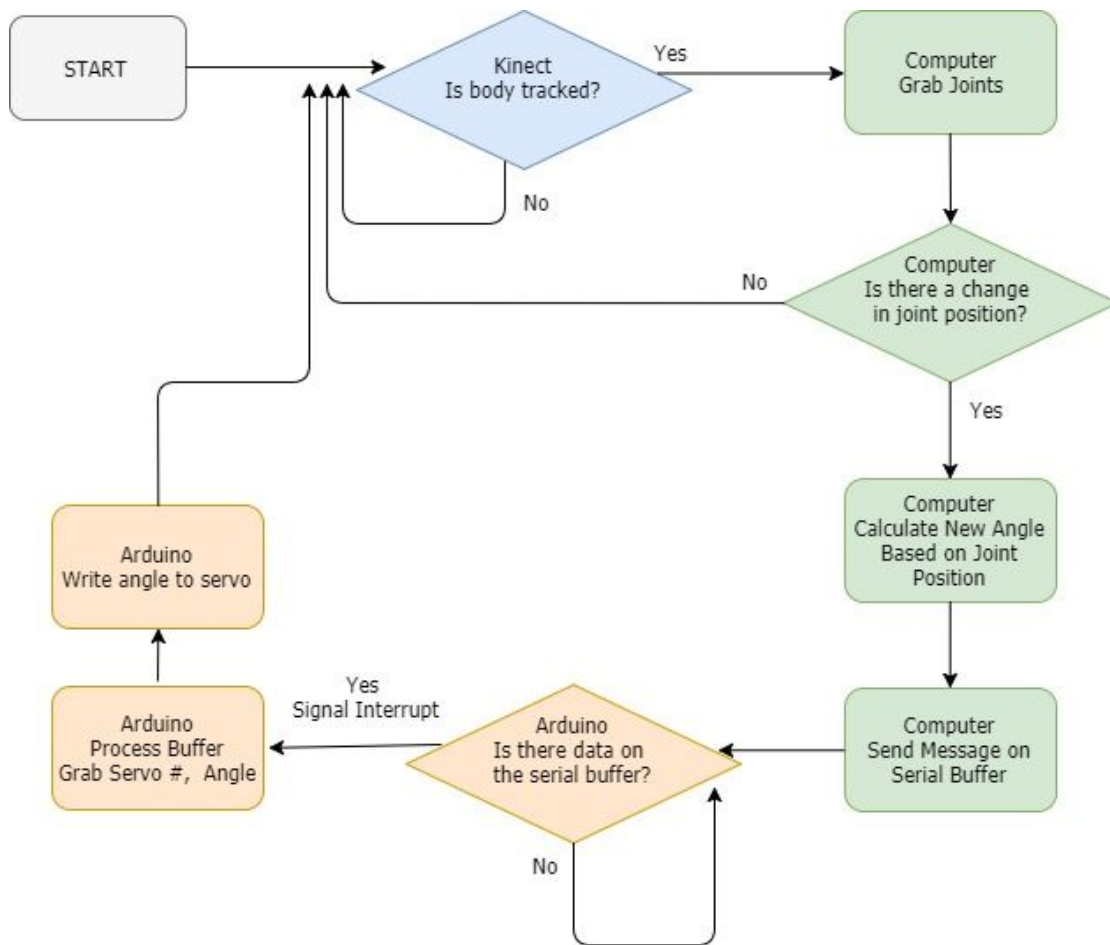 START
Kinect
Is body tracked?
Yes
Computer
Grab Joints
No
No
Computer
Is there a change
in joint position?
Yes
Computer
Calculate New Angle
Based on Joint
Position
Arduino
Write angle to servo
Yes
Signal Interrupt
Arduino
Process Buffer
Grab Servo #, Angle
Arduino
Is there data on
the serial buffer?
Computer
Send Message on
Serial Buffer
No